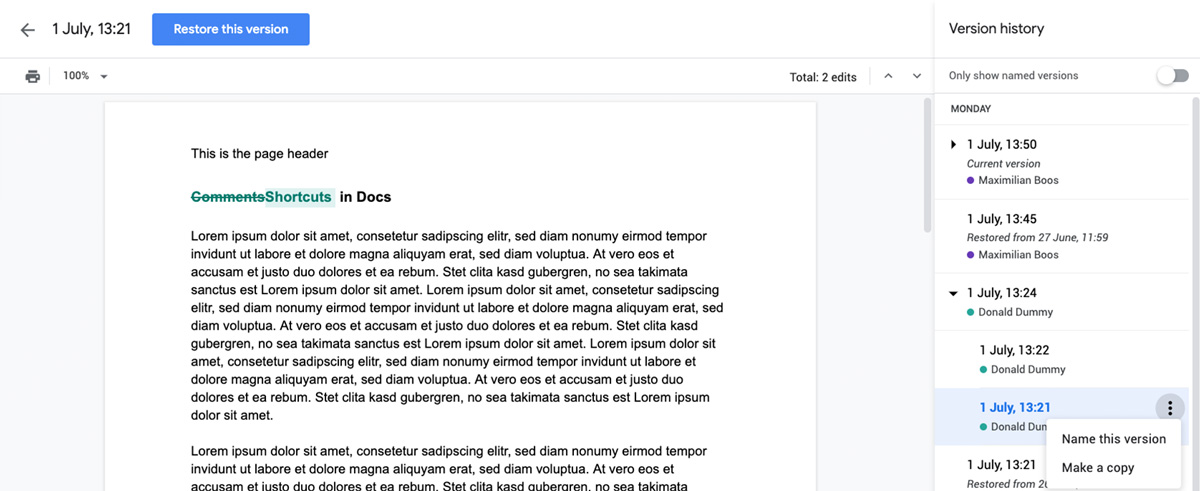 1 July, 13:21
Restore this version
100%
Total: 2 edits
This is the page header
CommentsShortcuts in Docs
Lorem ipsum dolor sit amet, consetetur sadipscing elitr, sed diam nonumy eirmod tempor
invidunt ut labore et dolore magna aliquyam erat, sed diam voluptua. At vero eos et
accusam et justo duo dolores et ea rebum. Stet clita kasd gubergren, no sea takimata
sanctus est Lorem ipsum dolor sit amet. Lorem ipsum dolor sit amet, consetetur sadipscing
elitr, sed diam nonumy eirmod tempor invidunt ut labore et dolore magna aliquyam erat, sed
diam voluptua. At vero eos et accusam et justo duo dolores et ea rebum. Stet clita kasd
gubergren, no sea takimata sanctus est Lorem ipsum dolor sit amet. Lorem ipsum dolor sit
amet, consetetur sadipscing elitr, sed diam nonumy eirmod tempor invidunt ut labore et
dolore magna aliquyam erat, sed diam voluptua. At vero eos et accusam et justo duo
dolores et ea rebum. Stet clita kasd gubergren, no sea takimata sanctus est Lorem ipsum
dolor sit amet.
Lorem ipsum dolor sit amet, consetetur sadipscing elitr, sed diam nonumy eirmod tempor
invidunt ut labore et dolore magna aliquyam erat, sed diam voluptua. At vero eos et
accusam et justo duo dolores et ea rebum. Stet clita kasd gubergren, no sea takimata
Version history
Only show named versions
MONDAY
1 July, 13:50
Current version
Maximilian Boos
1 July, 13:45
Restored from 27 June, 11:59
Maximilian Boos
1 July, 13:24
Donald Dummy
1 July, 13:22
Donald Dummy
1 July, 13:21
Donald
Name this version
Make a copy
1 July, 13:21
Restored from